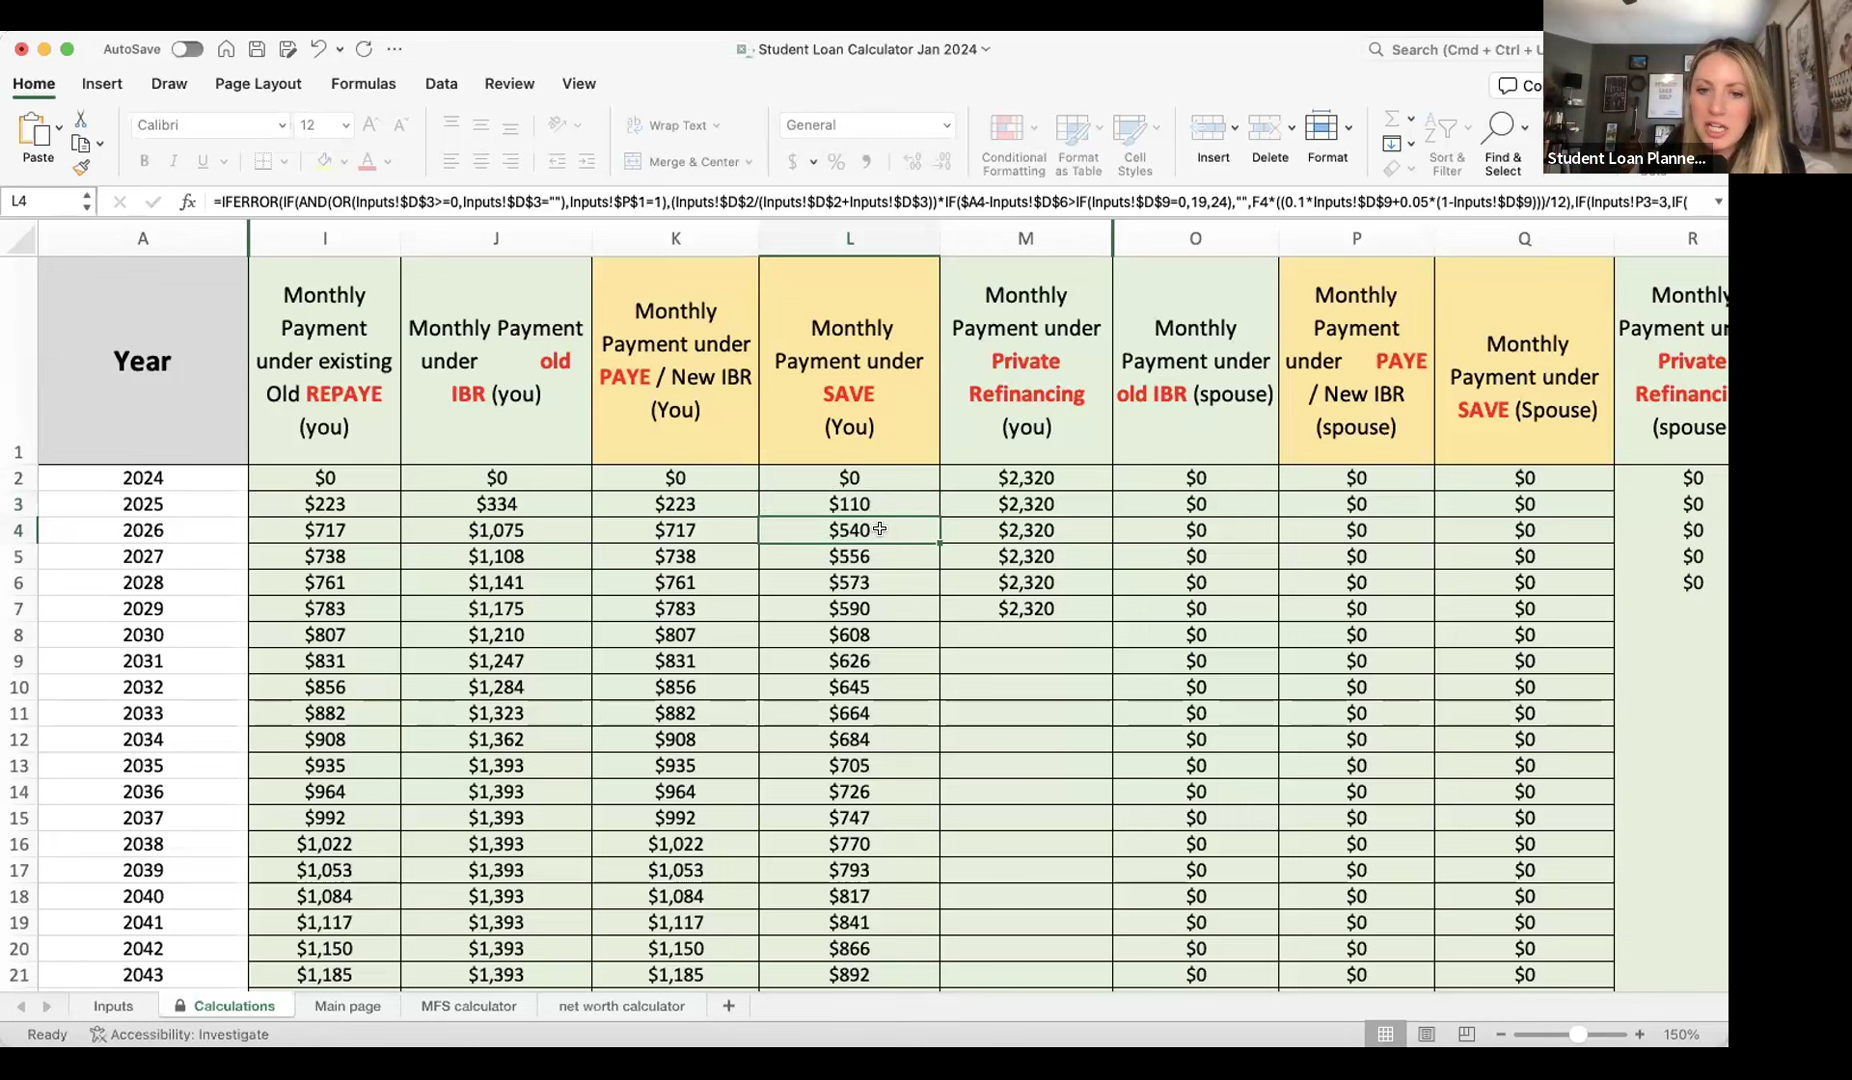 AutoSave
Student Loan Calculator Jan 2024
Search (Cmd + Ctrl + U
Home Insert Draw Page Layout Formulas Data Review View
Co
Calibri 12 Wrap Text General
Paste Merge & Center Conditional Formatting Format as Table Cell Styles Insert Delete Format Sort & Filter Find & Select
Student Loan Planne...
L4 fx =IFERROR(IF(AND(OR(Inputs!$D$3>=0,Inputs!$D$3=""),Inputs!$P$1=1),(Inputs!$D$2/(Inputs!$D$2+Inputs!$D$3))*IF($A4-Inputs!$D$6>IF(Inputs!$D$9=0,19,24),"",F4*((0.1*Inputs!$D$9+0.05*(1-Inputs!$D$9)))/12),IF(Inputs!P3=3,IF(
A I J K L M O P Q R
1 Year
Monthly Payment under existing Old REPAYE (you)
Monthly Payment under old IBR (you)
Monthly Payment under PAYE / New IBR (You)
Monthly Payment under SAVE (You)
Monthly Payment under Private Refinancing (you)
Monthly Payment under old IBR (spouse)
Monthly Payment under PAYE / New IBR (spouse)
Monthly Payment under SAVE (Spouse)
Monthly Payment un Private Refinanci (spouse
2 2024 $0 $0 $0 $0 $2,320 $0 $0 $0 $0
3 2025 $223 $334 $223 $110 $2,320 $0 $0 $0 $0
4 2026 $717 $1,075 $717 $540 $2,320 $0 $0 $0 $0
5 2027 $738 $1,108 $738 $556 $2,320 $0 $0 $0 $0
6 2028 $761 $1,141 $761 $573 $2,320 $0 $0 $0 $0
7 2029 $783 $1,175 $783 $590 $2,320 $0 $0 $0
8 2030 $807 $1,210 $807 $608 $0 $0 $0
9 2031 $831 $1,247 $831 $626 $0 $0 $0
10 2032 $856 $1,284 $856 $645 $0 $0 $0
11 2033 $882 $1,323 $882 $664 $0 $0 $0
12 2034 $908 $1,362 $908 $684 $0 $0 $0
13 2035 $935 $1,393 $935 $705 $0 $0 $0
14 2036 $964 $1,393 $964 $726 $0 $0 $0
15 2037 $992 $1,393 $992 $747 $0 $0 $0
16 2038 $1,022 $1,393 $1,022 $770 $0 $0 $0
17 2039 $1,053 $1,393 $1,053 $793 $0 $0 $0
18 2040 $1,084 $1,393 $1,084 $817 $0 $0 $0
19 2041 $1,117 $1,393 $1,117 $841 $0 $0 $0
20 2042 $1,150 $1,393 $1,150 $866 $0 $0 $0
21 2043 $1,185 $1,393 $1,185 $892 $0 $0 $0
Inputs Calculations Main page MFS calculator net worth calculator
Ready Accessibility: Investigate 150%